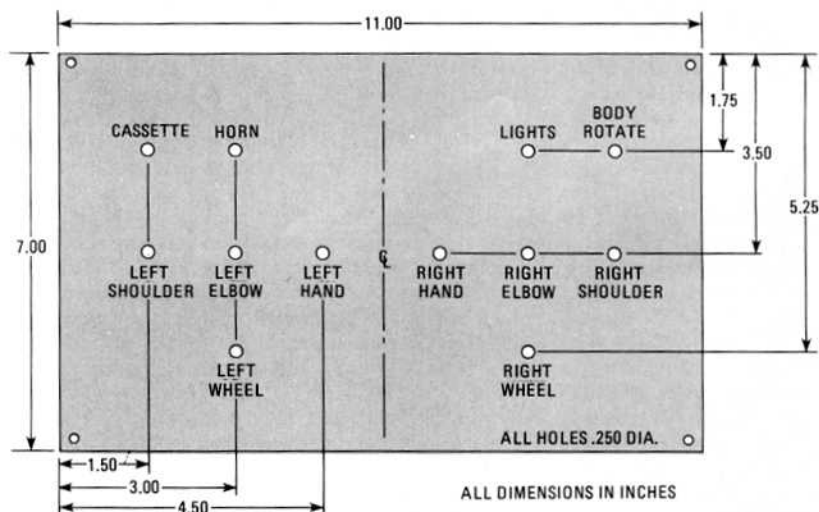 11.00
CASSETTE
HORN
LIGHTS
BODY
ROTATE
1.75
3.50
5.25
7.00
LEFT
SHOULDER
LEFT
ELBOW
LEFT
HAND
℄
RIGHT
HAND
RIGHT
ELBOW
RIGHT
SHOULDER
LEFT
WHEEL
RIGHT
WHEEL
ALL HOLES .250 DIA.
1.50
3.00
4.50
ALL DIMENSIONS IN INCHES